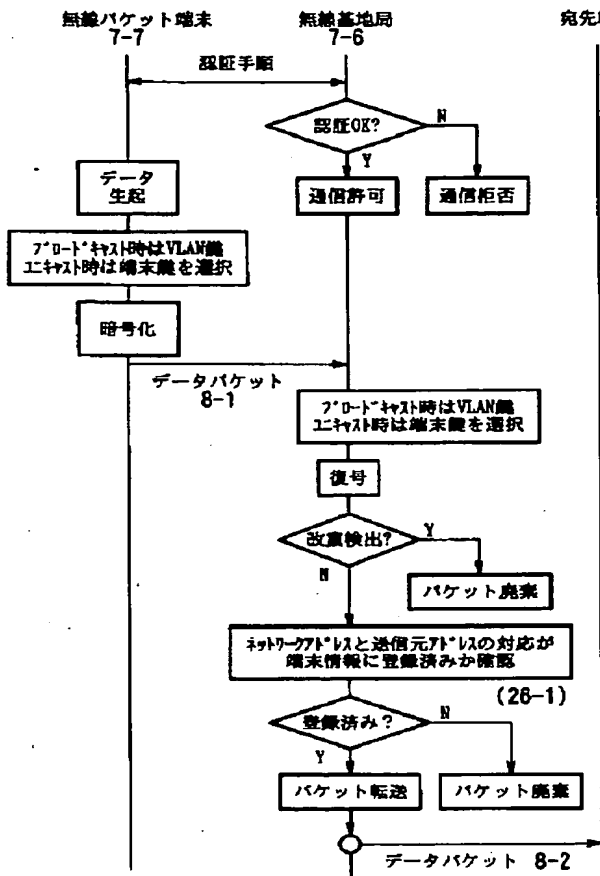 無線パケット端末
7-7
無線基地局
7-6
宛先
認証手順
認証OK?
N
Y
データ
生起
通信許可
通信拒否
ブロードキャスト時はVLAN鍵
ユニキャスト時は端末鍵を選択
暗号化
データパケット
8-1
ブロードキャスト時はVLAN鍵
ユニキャスト時は端末鍵を選択
復号
改竄検出?
Y
N
パケット廃棄
ネットワークアドレスと送信元アドレスの対応が
端末情報に登録済みか確認
(26-1)
登録済み?
N
Y
パケット転送
パケット廃棄
データパケット 8-2